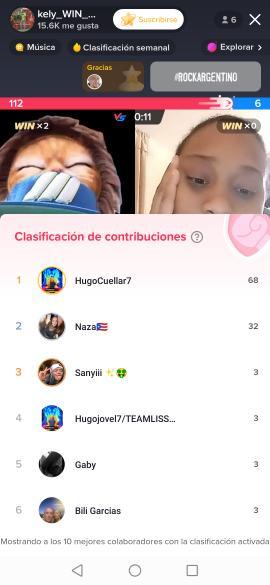 kely_WIN_...
15.6K me gusta
Suscribirse
6
Música
Clasificación semanal
Explorar
Gracias
#ROCKARGENTINO
112
6
WIN x2
VS
0:11
WIN x0
Clasificación de contribuciones
1 HugoCuellar7 68
2 Naza🇵🇷 32
3 Sanyiii ✨🤑 3
4 Hugojovel7/TEAMLISS... 3
5 Gaby 3
6 Bili Garcias 3
Mostrando a los 10 mejores colaboradores con la clasificación activada